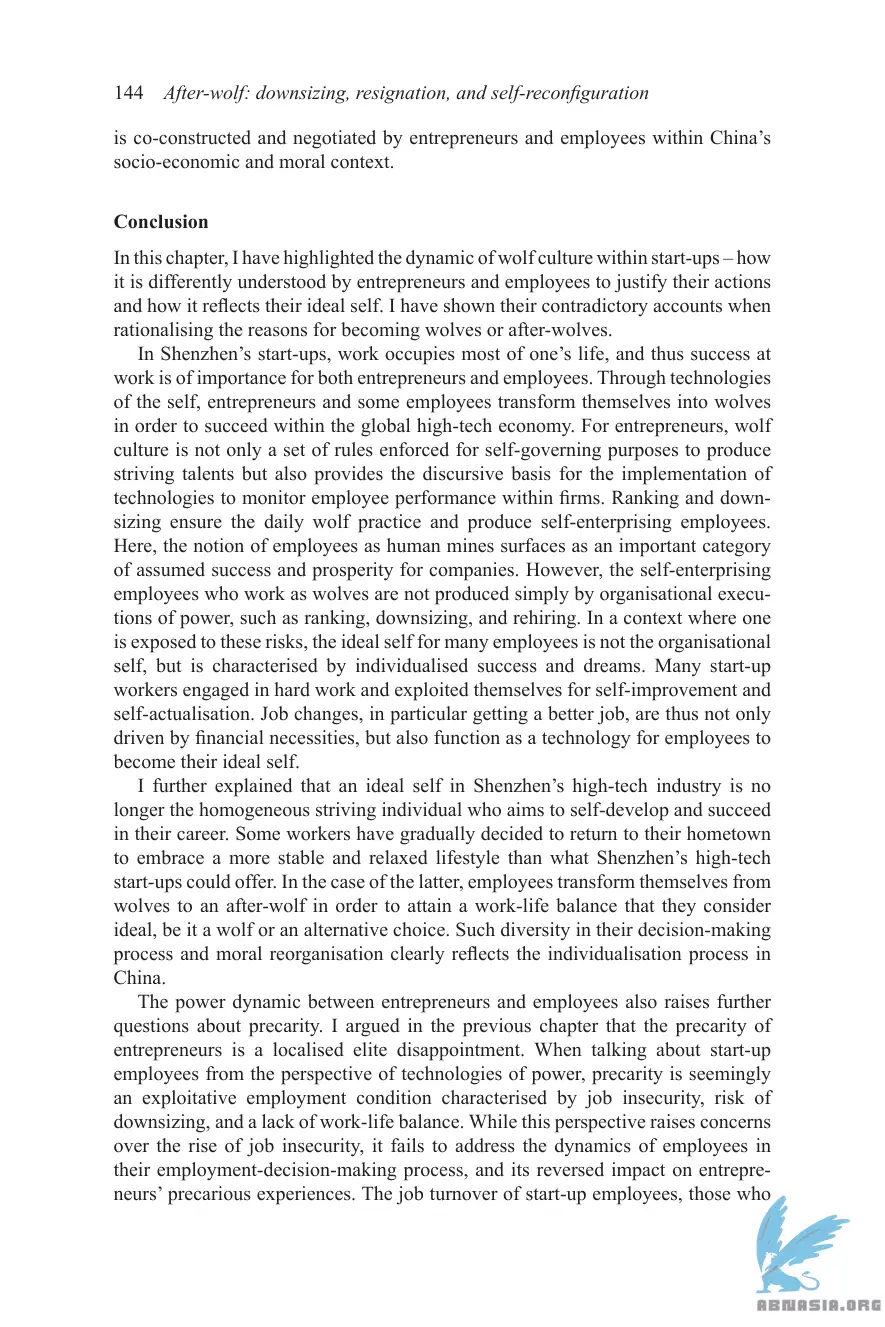 144 After-wolf: downsizing, resignation, and self-reconfiguration
is co-constructed and negotiated by entrepreneurs and employees within China’s
socio-economic and moral context.
Conclusion
In this chapter, I have highlighted the dynamic of wolf culture within start-ups – how
it is differently understood by entrepreneurs and employees to justify their actions
and how it reflects their ideal self. I have shown their contradictory accounts when
rationalising the reasons for becoming wolves or after-wolves.
In Shenzhen’s start-ups, work occupies most of one’s life, and thus success at
work is of importance for both entrepreneurs and employees. Through technologies
of the self, entrepreneurs and some employees transform themselves into wolves
in order to succeed within the global high-tech economy. For entrepreneurs, wolf
culture is not only a set of rules enforced for self-governing purposes to produce
striving talents but also provides the discursive basis for the implementation of
technologies to monitor employee performance within firms. Ranking and down-
sizing ensure the daily wolf practice and produce self-enterprising employees.
Here, the notion of employees as human mines surfaces as an important category
of assumed success and prosperity for companies. However, the self-enterprising
employees who work as wolves are not produced simply by organisational execu-
tions of power, such as ranking, downsizing, and rehiring. In a context where one
is exposed to these risks, the ideal self for many employees is not the organisational
self, but is characterised by individualised success and dreams. Many start-up
workers engaged in hard work and exploited themselves for self-improvement and
self-actualisation. Job changes, in particular getting a better job, are thus not only
driven by financial necessities, but also function as a technology for employees to
become their ideal self.
I further explained that an ideal self in Shenzhen’s high-tech industry is no
longer the homogeneous striving individual who aims to self-develop and succeed
in their career. Some workers have gradually decided to return to their hometown
to embrace a more stable and relaxed lifestyle than what Shenzhen’s high-tech
start-ups could offer. In the case of the latter, employees transform themselves from
wolves to an after-wolf in order to attain a work-life balance that they consider
ideal, be it a wolf or an alternative choice. Such diversity in their decision-making
process and moral reorganisation clearly reflects the individualisation process in
China.
The power dynamic between entrepreneurs and employees also raises further
questions about precarity. I argued in the previous chapter that the precarity of
entrepreneurs is a localised elite disappointment. When talking about start-up
employees from the perspective of technologies of power, precarity is seemingly
an exploitative employment condition characterised by job insecurity, risk of
downsizing, and a lack of work-life balance. While this perspective raises concerns
over the rise of job insecurity, it fails to address the dynamics of employees in
their employment-decision-making process, and its reversed impact on entrepre-
neurs’ precarious experiences. The job turnover of start-up employees, those who
ABNASIA.ORG